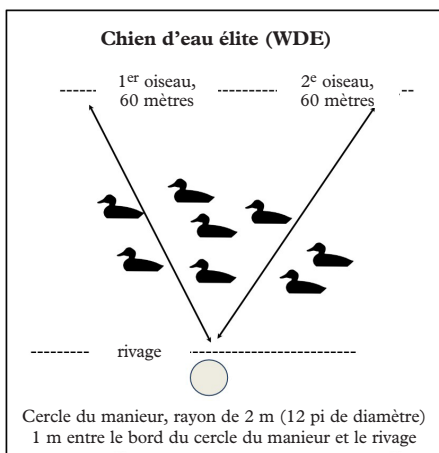 Chien d'eau élite (WDE)
1er oiseau, 2e oiseau,
60 mètres 60 mètres
rivage
Cercle du manieur, rayon de 2 m (12 pi de diamètre)
1 m entre le bord du cercle du manieur et le rivage